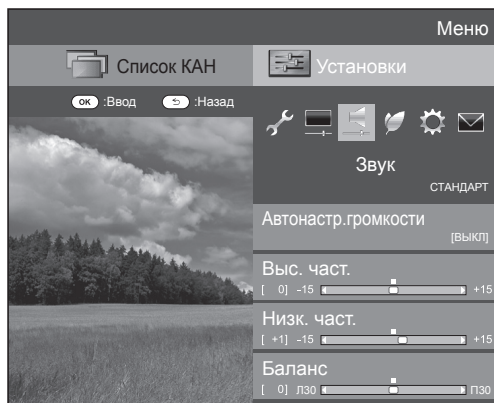 Меню
Список КАН
Установки
OK :Ввод :Назад
Звук
СТАНДАРТ
Автонастр.громкости
[ВЫКЛ]
Выс. част.
[ 0] -15 +15
Низк. част.
[ +1] -15 +15
Баланс
[ 0] Л30 П30